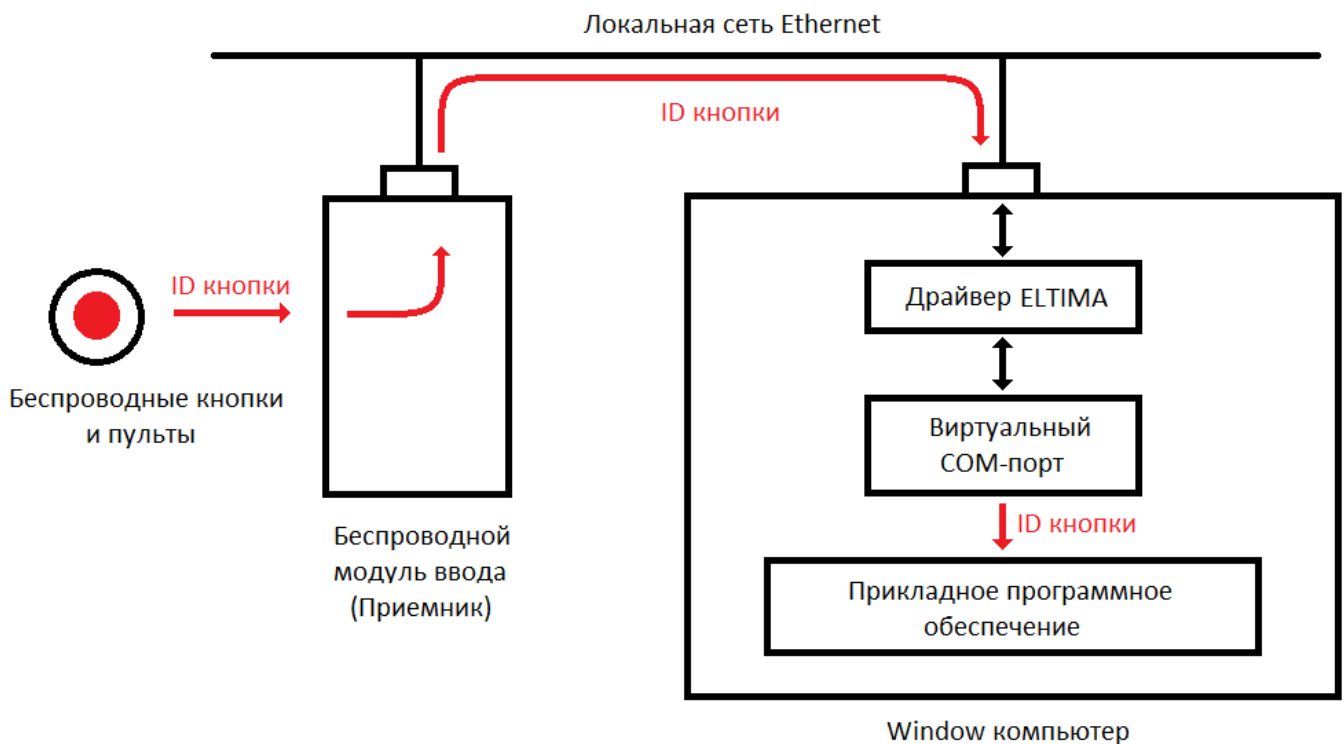 Локальная сеть Ethernet
ID кнопки
ID кнопки
Беспроводные кнопки
и пульты
Беспроводной
модуль ввода
(Приемник)
Драйвер ELTIMA
Виртуальный
COM-порт
ID кнопки
Прикладное программное
обеспечение
Window компьютер